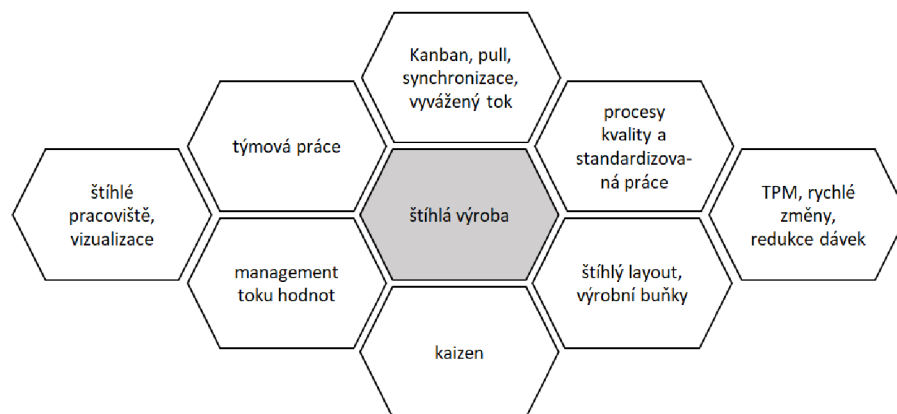 Kanban, pull,
synchronizace,
vyvážený tok
týmová práce
procesy
kvality a
standardizova-
ná práce
štíhlé
pracoviště,
vizualizace
štíhlá výroba
TPM, rychlé
změny,
redukce dávek
management
toku hodnot
štíhlý layout,
výrobní buňky
kaizen